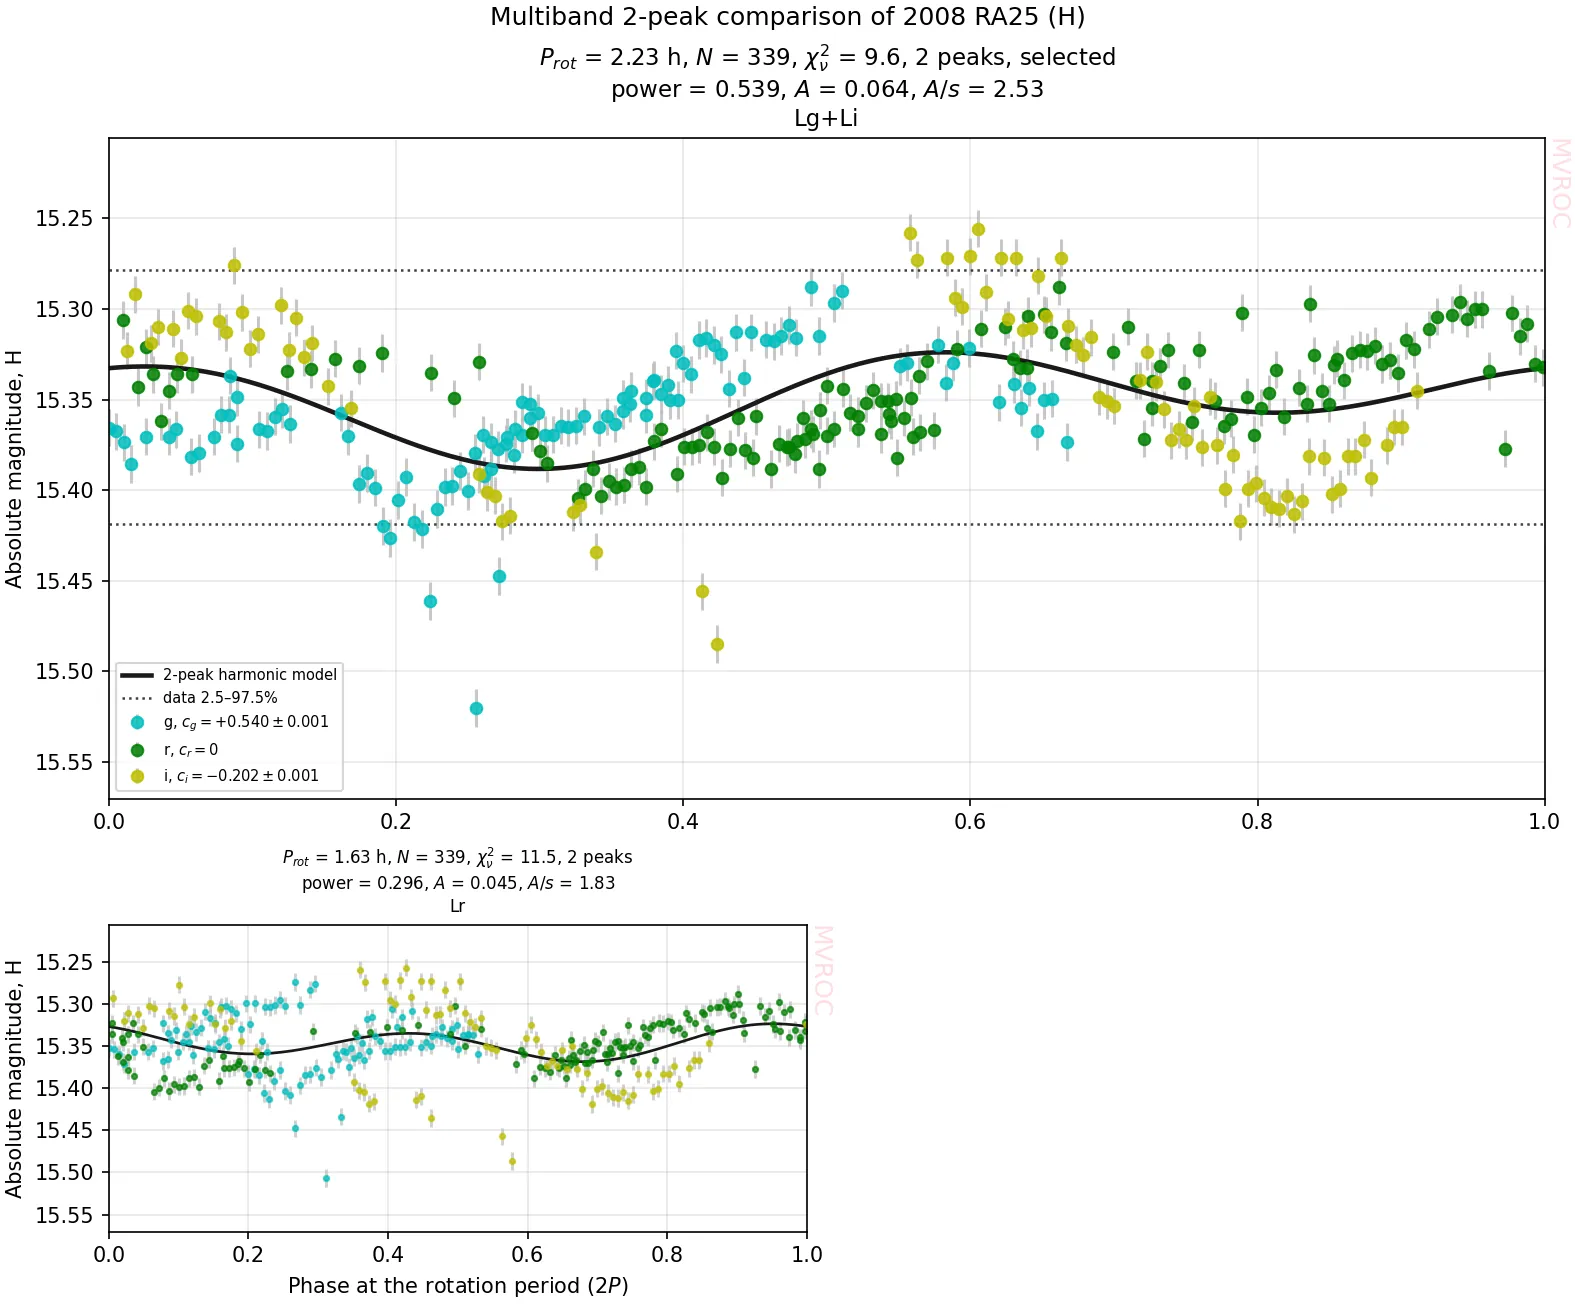 Multiband 2-peak comparison of 2008 RA25 (H)
P_rot = 2.23 h, N = 339, χ²_ν = 9.6, 2 peaks, selected
power = 0.539, A = 0.064, A/s = 2.53
Lg+Li
MVROC
Absolute magnitude, H
15.25
15.30
15.35
15.40
15.45
15.50
15.55
2-peak harmonic model
data 2.5–97.5%
g, c_g = +0.540 ± 0.001
r, c_r = 0
i, c_i = −0.202 ± 0.001
0.0 0.2 0.4 0.6 0.8 1.0
P_rot = 1.63 h, N = 339, χ²_ν = 11.5, 2 peaks
power = 0.296, A = 0.045, A/s = 1.83
Lr
MVROC
Absolute magnitude, H
15.25
15.30
15.35
15.40
15.45
15.50
15.55
0.0 0.2 0.4 0.6 0.8 1.0
Phase at the rotation period (2P)